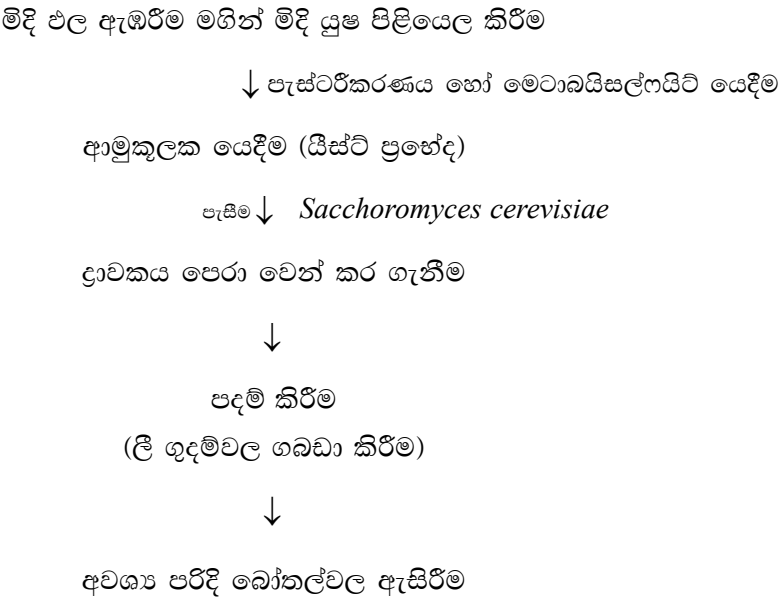 මිදි ඵල ඇඹරීම මගින් මිදි යුෂ පිළියෙල කිරීම
↓ පැස්ටරීකරණය හෝ මෙටාබයිසල්ෆයිට් යෙදීම
ආමුකූලක යෙදීම (යීස්ට් ප්‍රභේද)
පැසීම ↓ Sacchoromyces cerevisiae
ද්‍රාවකය පෙරා වෙන් කර ගැනීම
↓
පදම් කිරීම
(ලී ගුදම්වල ගබඩා කිරීම)
↓
අවශ්‍ය පරිදි බෝතල්වල ඇසිරීම